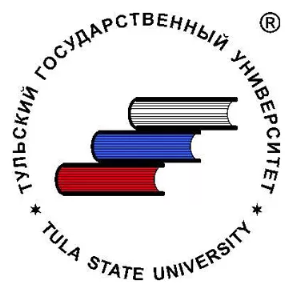 ТУЛЬСКИЙ ГОСУДАРСТВЕННЫЙ УНИВЕРСИТЕТ
®
★ TULA STATE UNIVERSITY ★